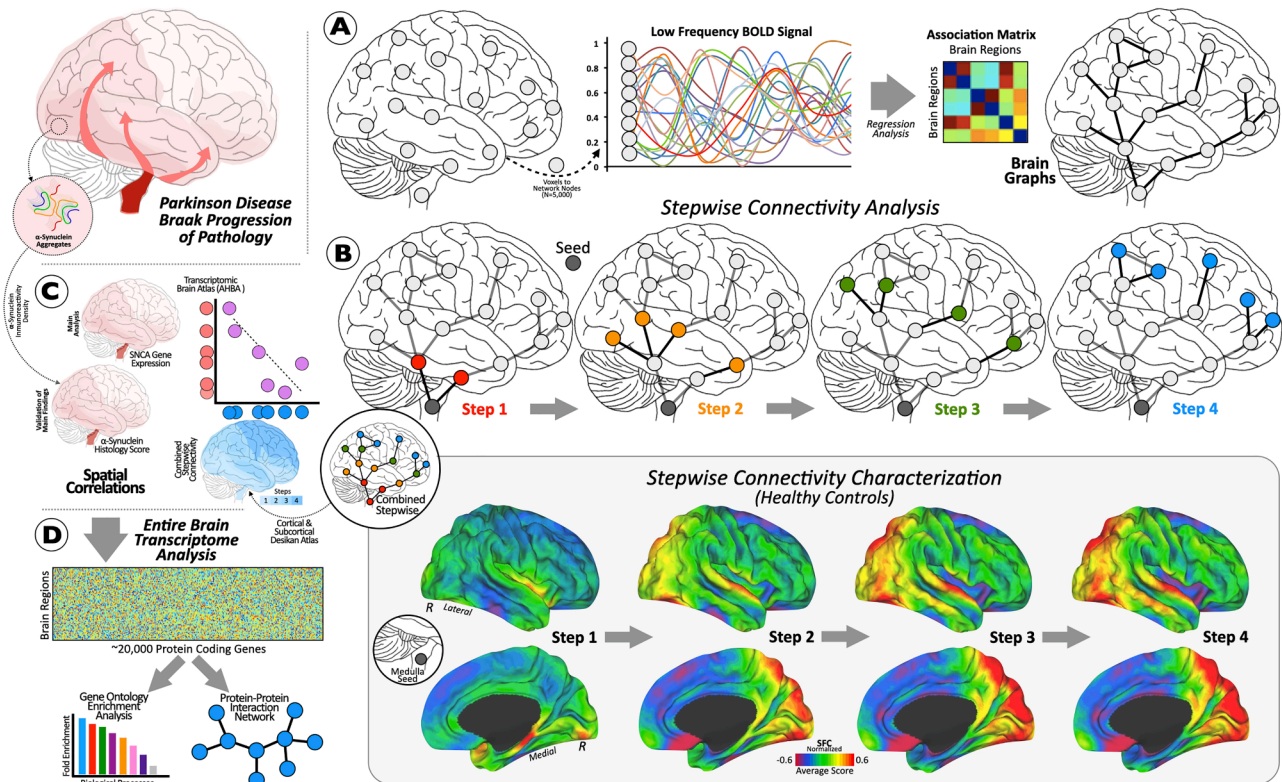 Parkinson Disease
Braak Progression
of Pathology
α-Synuclein
Aggregates
A
Low Frequency BOLD Signal
1
0.8
0.6
0.4
0.2
0
Voxels to
Network Nodes
(N=5,000)
Regression
Analysis
Association Matrix
Brain Regions
Brain Regions
Brain
Graphs
Stepwise Connectivity Analysis
B
Seed
Step 1
Step 2
Step 3
Step 4
C
α-Synuclein
Immunoreactivity
Density
Main
Analysis
SNCA Gene
Expression
Validation of
Main Findings
α-Synuclein
Histology Score
Spatial
Correlations
Transcriptomic
Brain Atlas (AHBA )
Combined
Stepwise
Connectivity
Steps
1 2 3 4
Cortical &
Subcortical
Desikan Atlas
Combined
Stepwise
D
Entire Brain
Transcriptome
Analysis
Brain Regions
~20,000 Protein Coding Genes
Gene Ontology
Enrichment
Analysis
Fold Enrichment
Biological Processes
Protein-Protein
Interaction
Network
Stepwise Connectivity Characterization
(Healthy Controls)
R
Lateral
Step 1
Step 2
Step 3
Step 4
Medulla
Seed
Medial
R
SFC
Normalized
-0.6
0.6
Average Score